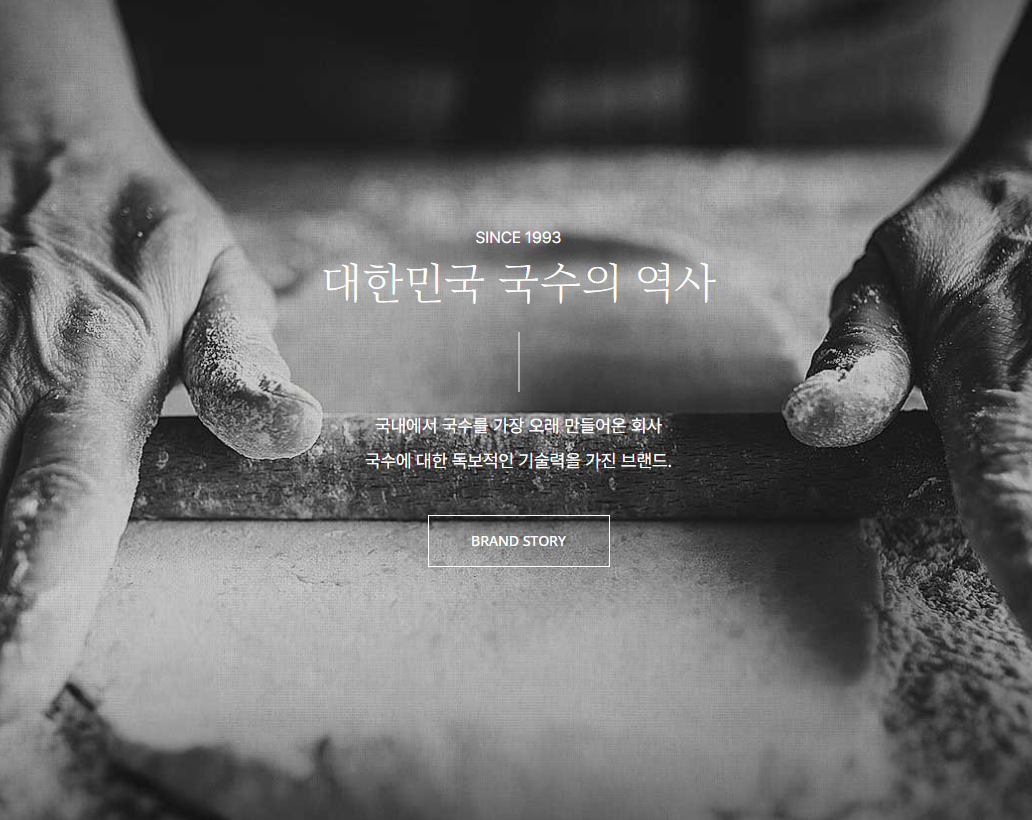 SINCE 1993
대한민국 국수의 역사
국내에서 국수를 가장 오래 만들어온 회사
국수에 대한 독보적인 기술력을 가진 브랜드.
BRAND STORY